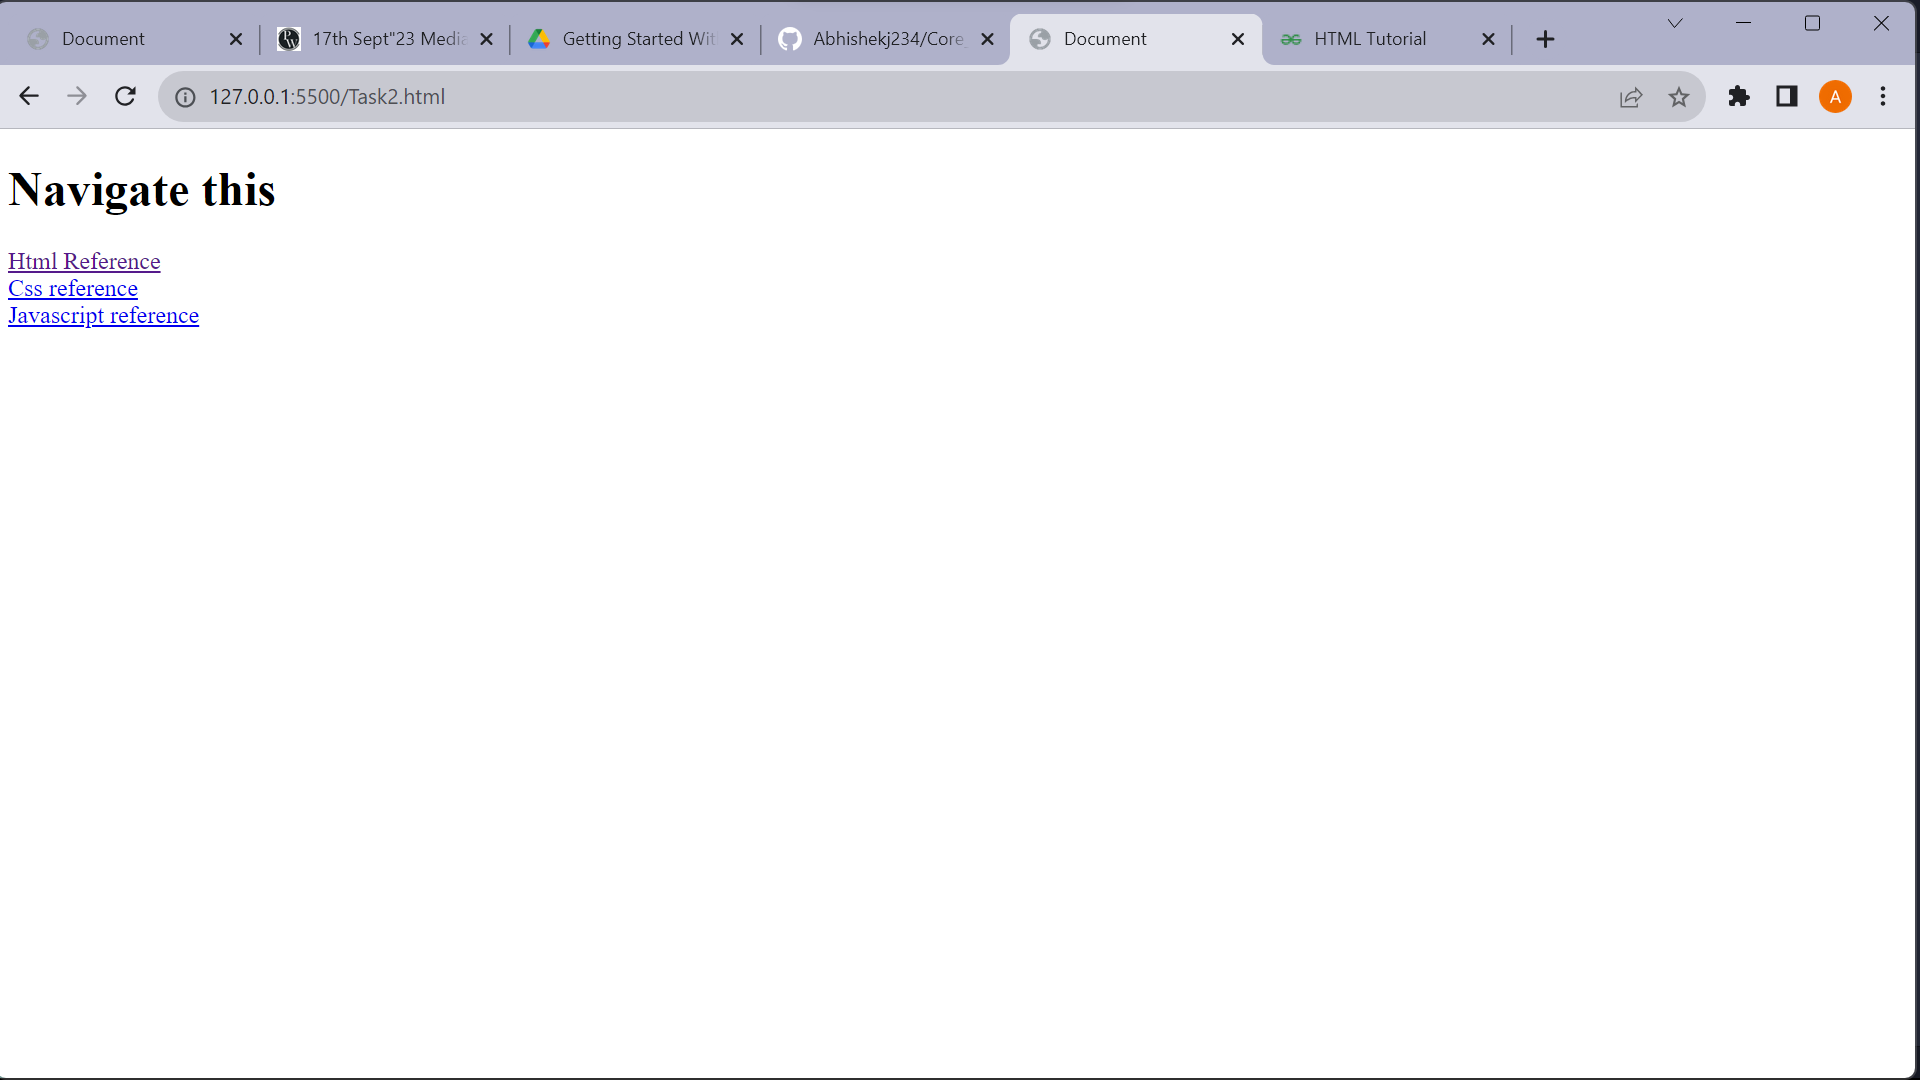 Document
17th Sept"23 Media
Getting Started Wit
Abhishekj234/Core
Document
HTML Tutorial
127.0.0.1:5500/Task2.html
A
Navigate this
Html Reference
Css reference
Javascript reference